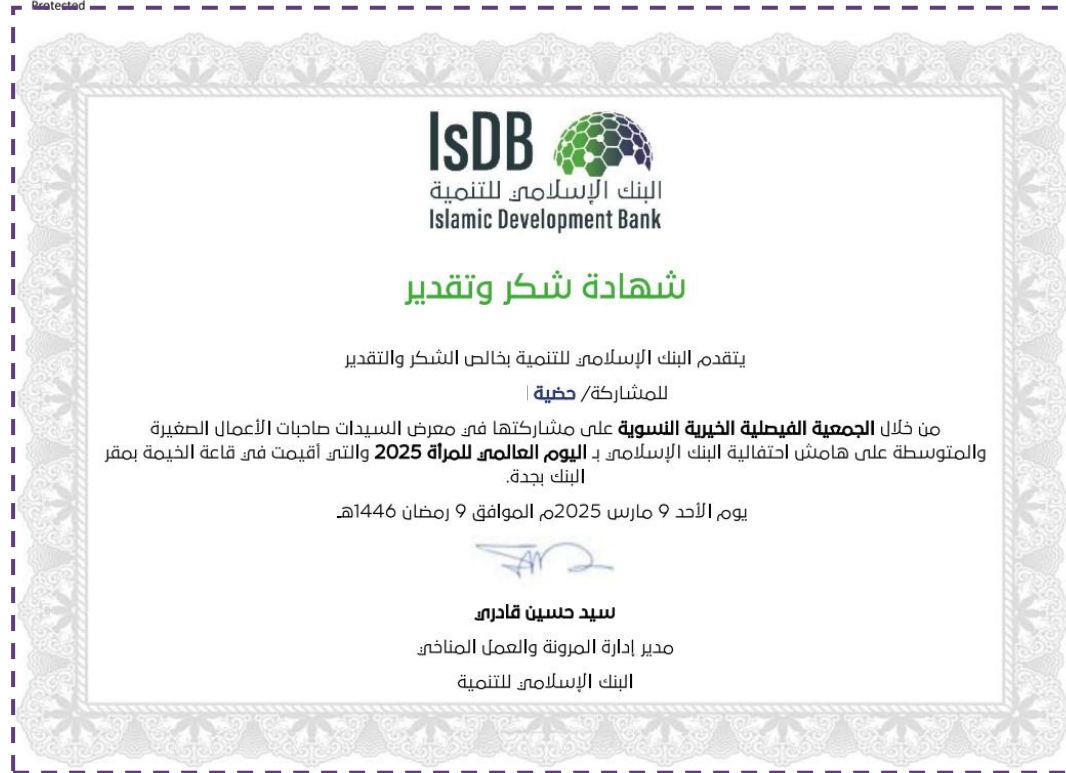 Protected
IsDB
البنك الإسلامي للتنمية
Islamic Development Bank
شهادة شكر وتقدير
يتقدم البنك الإسلامي للتنمية بخالص الشكر والتقدير
للمشاركة/ حضية
من خلال الجمعية الفيصلية الخيرية النسوية على مشاركتها في معرض السيدات صاحبات الأعمال الصغيرة
والمتوسطة على هامش احتفالية البنك الإسلامي بـ اليوم العالمي للمرأة 2025 والتي أقيمت في قاعة الخيمة بمقر
البنك بجدة.
يوم الأحد 9 مارس 2025م الموافق 9 رمضان 1446هـ
سيد حسين قادري
مدير إدارة المرونة والعمل المناخي
البنك الإسلامي للتنمية